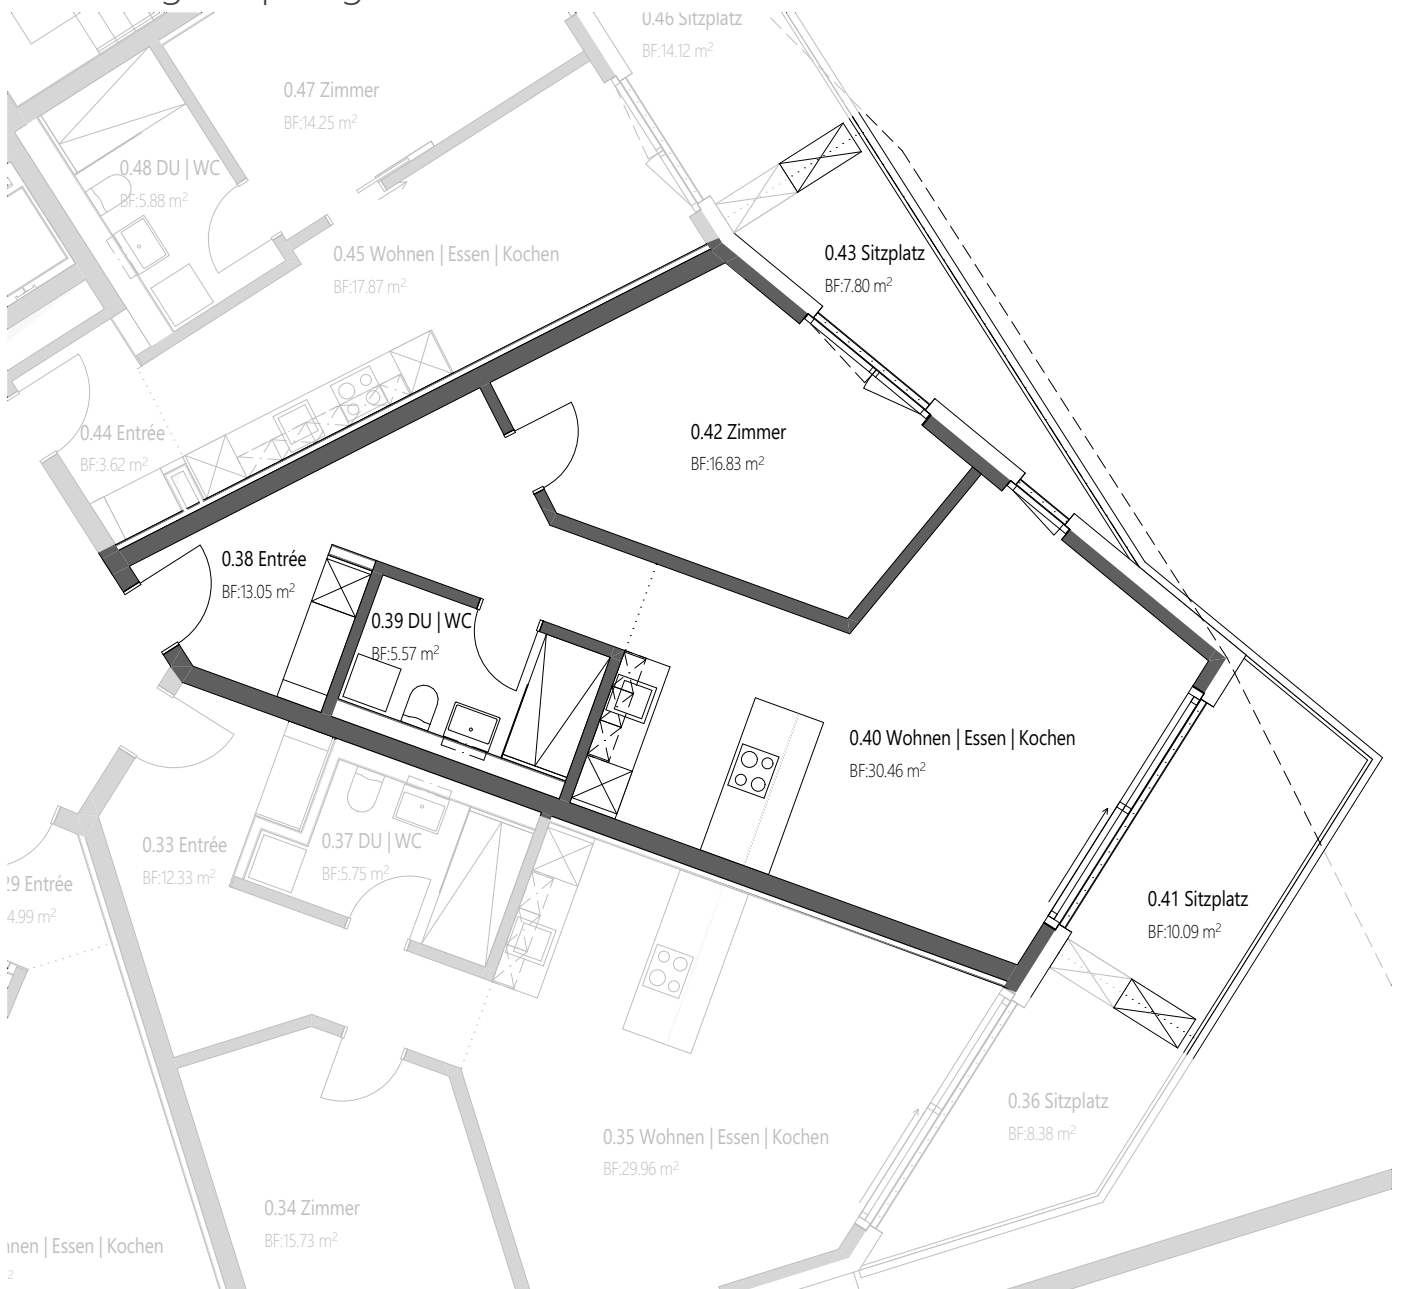 0.46 Sitzplatz
BF:14.12 m²
0.47 Zimmer
BF:14.25 m²
0.48 DU | WC
BF:5.88 m²
0.45 Wohnen | Essen | Kochen
BF:17.87 m²
0.43 Sitzplatz
BF:7.80 m²
0.44 Entrée
BF:3.62 m²
0.42 Zimmer
BF:16.83 m²
0.38 Entrée
BF:13.05 m²
0.39 DU | WC
BF:5.57 m²
0.40 Wohnen | Essen | Kochen
BF:30.46 m²
0.33 Entrée
BF:12.33 m²
0.37 DU | WC
BF:5.75 m²
29 Entrée
4.99 m²
0.41 Sitzplatz
BF:10.09 m²
0.36 Sitzplatz
BF:8.38 m²
0.35 Wohnen | Essen | Kochen
BF:29.96 m²
0.34 Zimmer
BF:15.73 m²
nen | Essen | Kochen
2